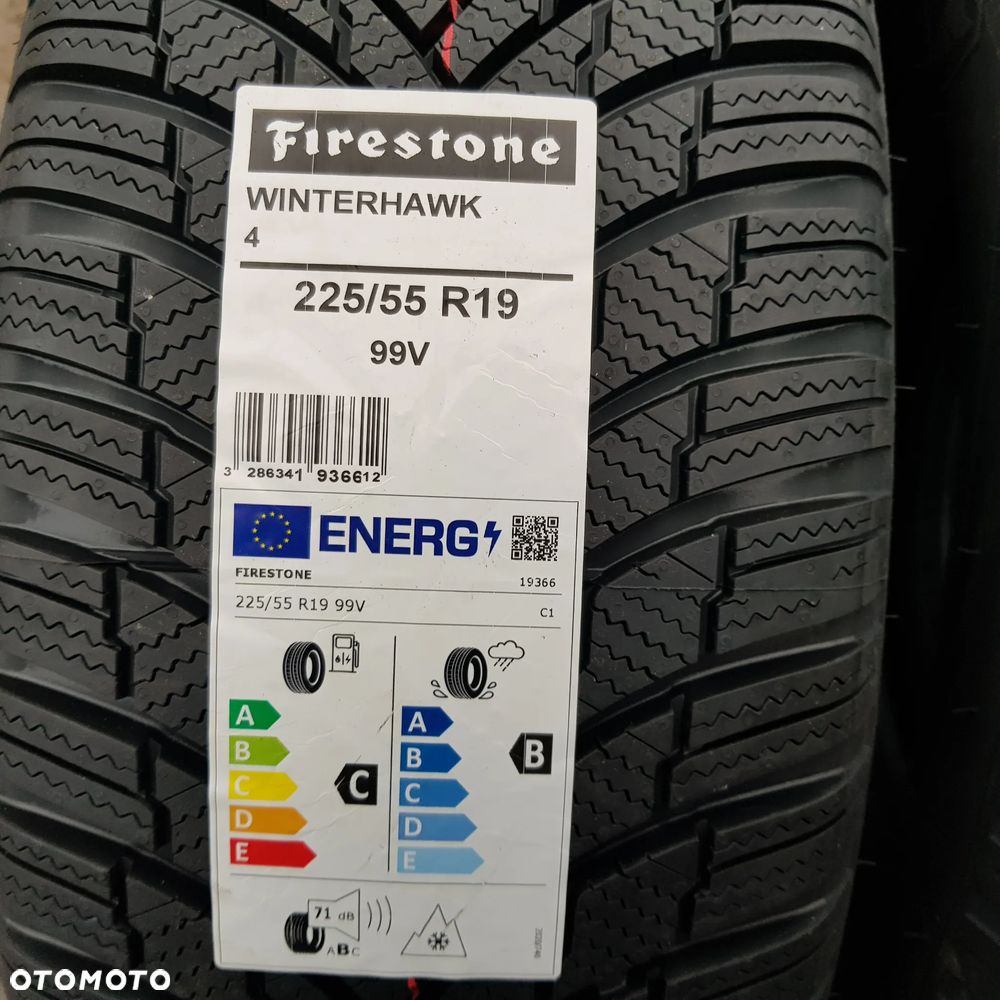 Firestone
WINTERHAWK
4
225/55 R19
99V
3 286341 936612
ENERG
FIRESTONE
19366
225/55 R19 99V
C1
A
B
C
D
E
C
A
B
C
D
E
B
71 dB
ABC
OTOMOTO